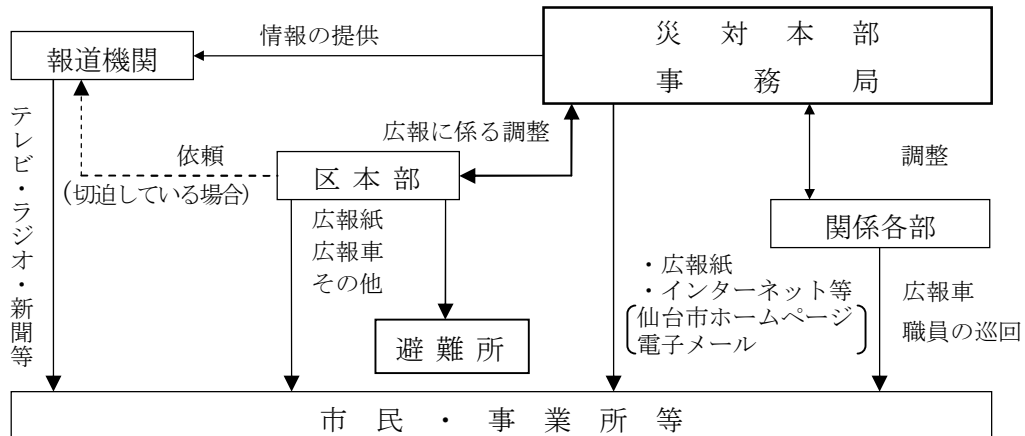 災対本部
事務局
情報の提供
報道機関
広報に係る調整
調整
依頼
(切迫している場合)
区本部
関係各部
テレビ・ラジオ・新聞等
広報紙
広報車
その他
・広報紙
・インターネット等
仙台市ホームページ
電子メール
広報車
職員の巡回
避難所
市民・事業所等